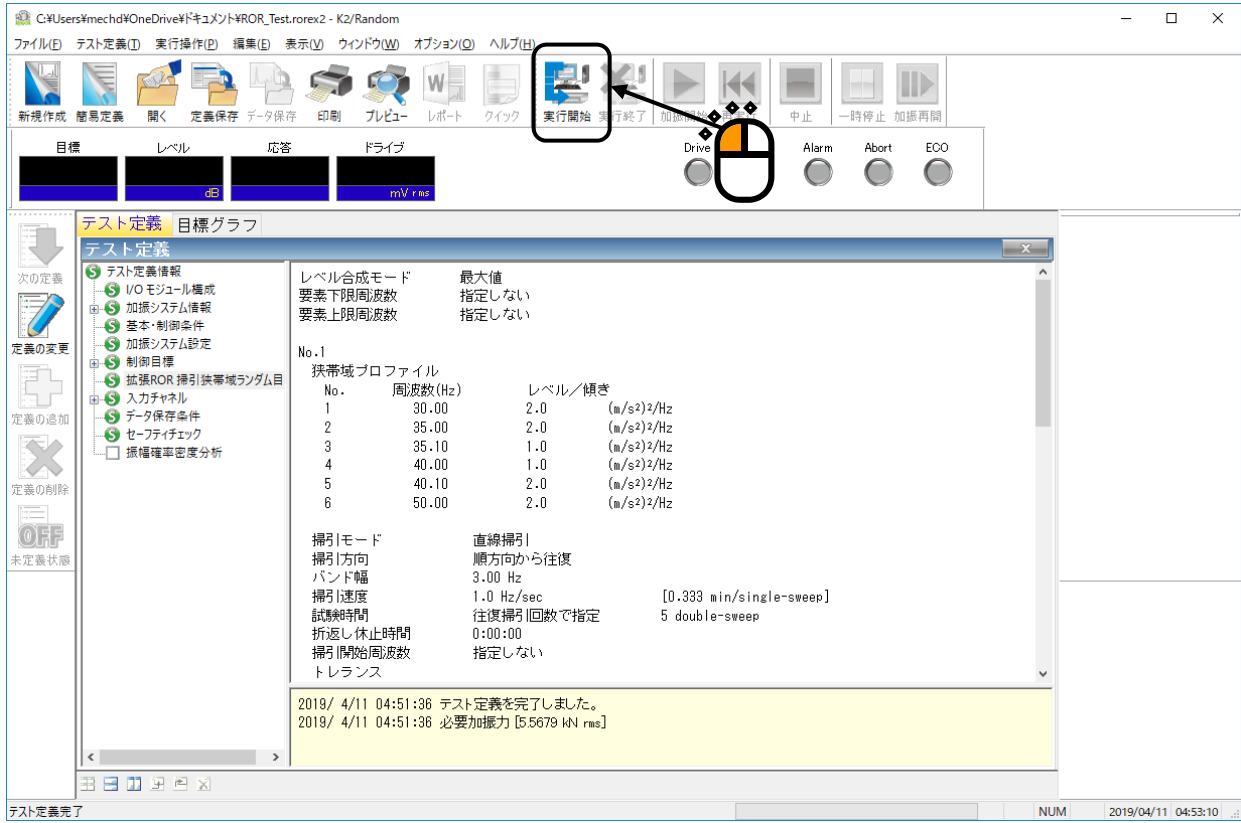 C:¥Users¥mechd¥OneDrive¥ドキュメント¥ROR_Test.rorex2 - K2/Random
ファイル(F) テスト定義(T) 実行操作(P) 編集(E) 表示(V) ウィンドウ(W) オプション(O) ヘルプ(H)
新規作成 簡易定義 開く 定義保存 データ保存 印刷 プレビュー レポート クイック 実行開始 実行終了 加振開始 再実行 中止 一時停止 加振再開
目標 レベル 応答 ドライブ Drive Alarm Abort ECO
dB mV rms
テスト定義 目標グラフ
テスト定義
次の定義
定義の変更
定義の追加
定義の削除
OFF
未定義状態
テスト定義情報
I/O モジュール構成
加振システム情報
基本・制御条件
加振システム設定
制御目標
拡張ROR 掃引狭帯域ランダム目
入力チャネル
データ保存条件
セーフティチェック
振幅確率密度分析
レベル合成モード 最大値
要素下限周波数 指定しない
要素上限周波数 指定しない
No.1
狭帯域プロファイル
No. 周波数(Hz) レベル／傾き
1 30.00 2.0 (m/s²)²/Hz
2 35.00 2.0 (m/s²)²/Hz
3 35.10 1.0 (m/s²)²/Hz
4 40.00 1.0 (m/s²)²/Hz
5 40.10 2.0 (m/s²)²/Hz
6 50.00 2.0 (m/s²)²/Hz
掃引モード 直線掃引
掃引方向 順方向から往復
バンド幅 3.00 Hz
掃引速度 1.0 Hz/sec [0.333 min/single-sweep]
試験時間 往復掃引回数で指定 5 double-sweep
折返し休止時間 0:00:00
掃引開始周波数 指定しない
トレランス
2019/ 4/11 04:51:36 テスト定義を完了しました。
2019/ 4/11 04:51:36 必要加振力 [5.5679 kN rms]
テスト定義完了 NUM 2019/04/11 04:53:10